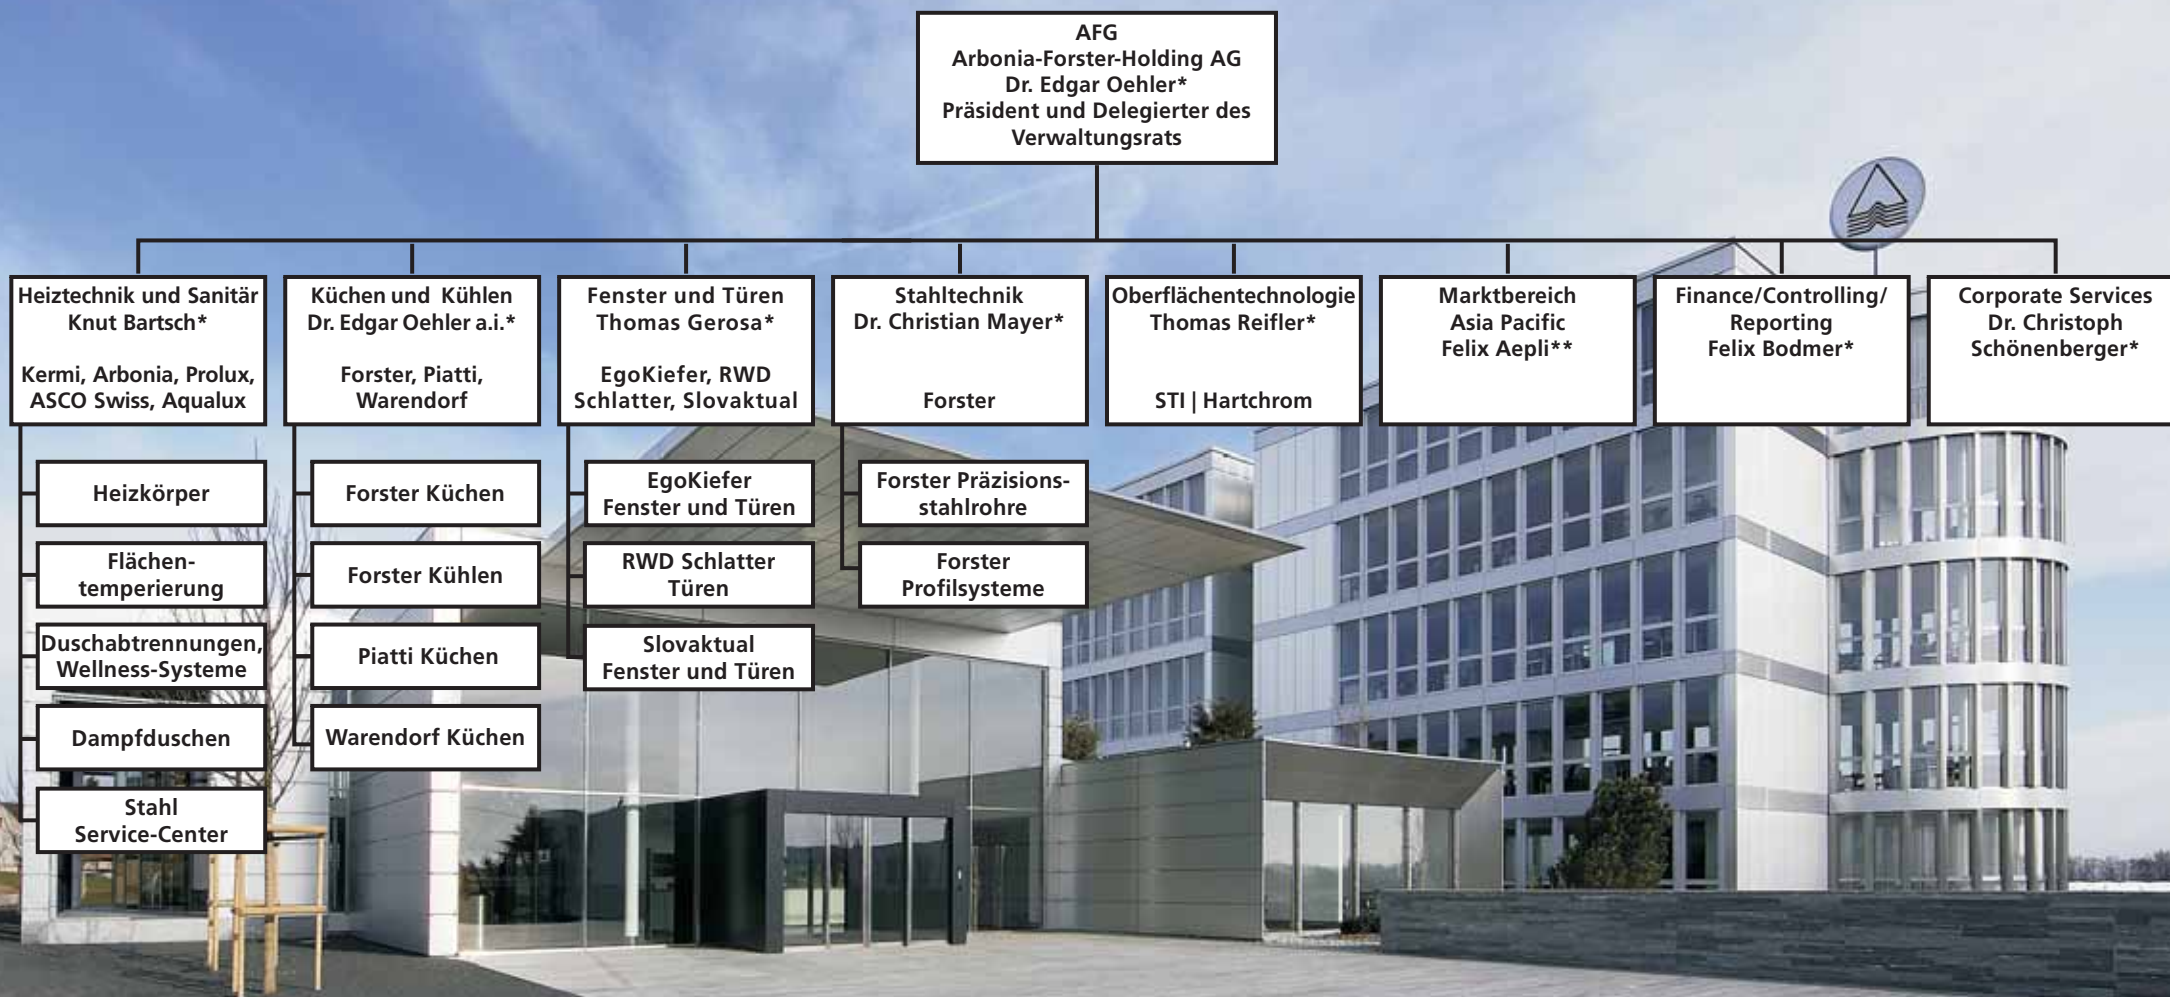 AFG
Arbonia-Forster-Holding AG
Dr. Edgar Oehler*
Präsident und Delegierter des
Verwaltungsrats
Heiztechnik und Sanitär
Knut Bartsch*
Kermi, Arbonia, Prolux,
ASCO Swiss, Aqualux
Heizkörper
Flächen-
temperierung
Duschabtrennungen,
Wellness-Systeme
Dampfduschen
Stahl
Service-Center
Küchen und Kühlen
Dr. Edgar Oehler a.i.*
Forster, Piatti,
Warendorf
Forster Küchen
Forster Kühlen
Piatti Küchen
Warendorf Küchen
Fenster und Türen
Thomas Gerosa*
EgoKiefer, RWD
Schlatter, Slovaktual
EgoKiefer
Fenster und Türen
RWD Schlatter
Türen
Slovaktual
Fenster und Türen
Stahltechnik
Dr. Christian Mayer*
Forster
Forster Präzisions-
stahlrohre
Forster
Profilsysteme
Oberflächentechnologie
Thomas Reifler*
STI | Hartchrom
Marktbereich
Asia Pacific
Felix Aepli**
Finance/Controlling/
Reporting
Felix Bodmer*
Corporate Services
Dr. Christoph
Schönenberger*